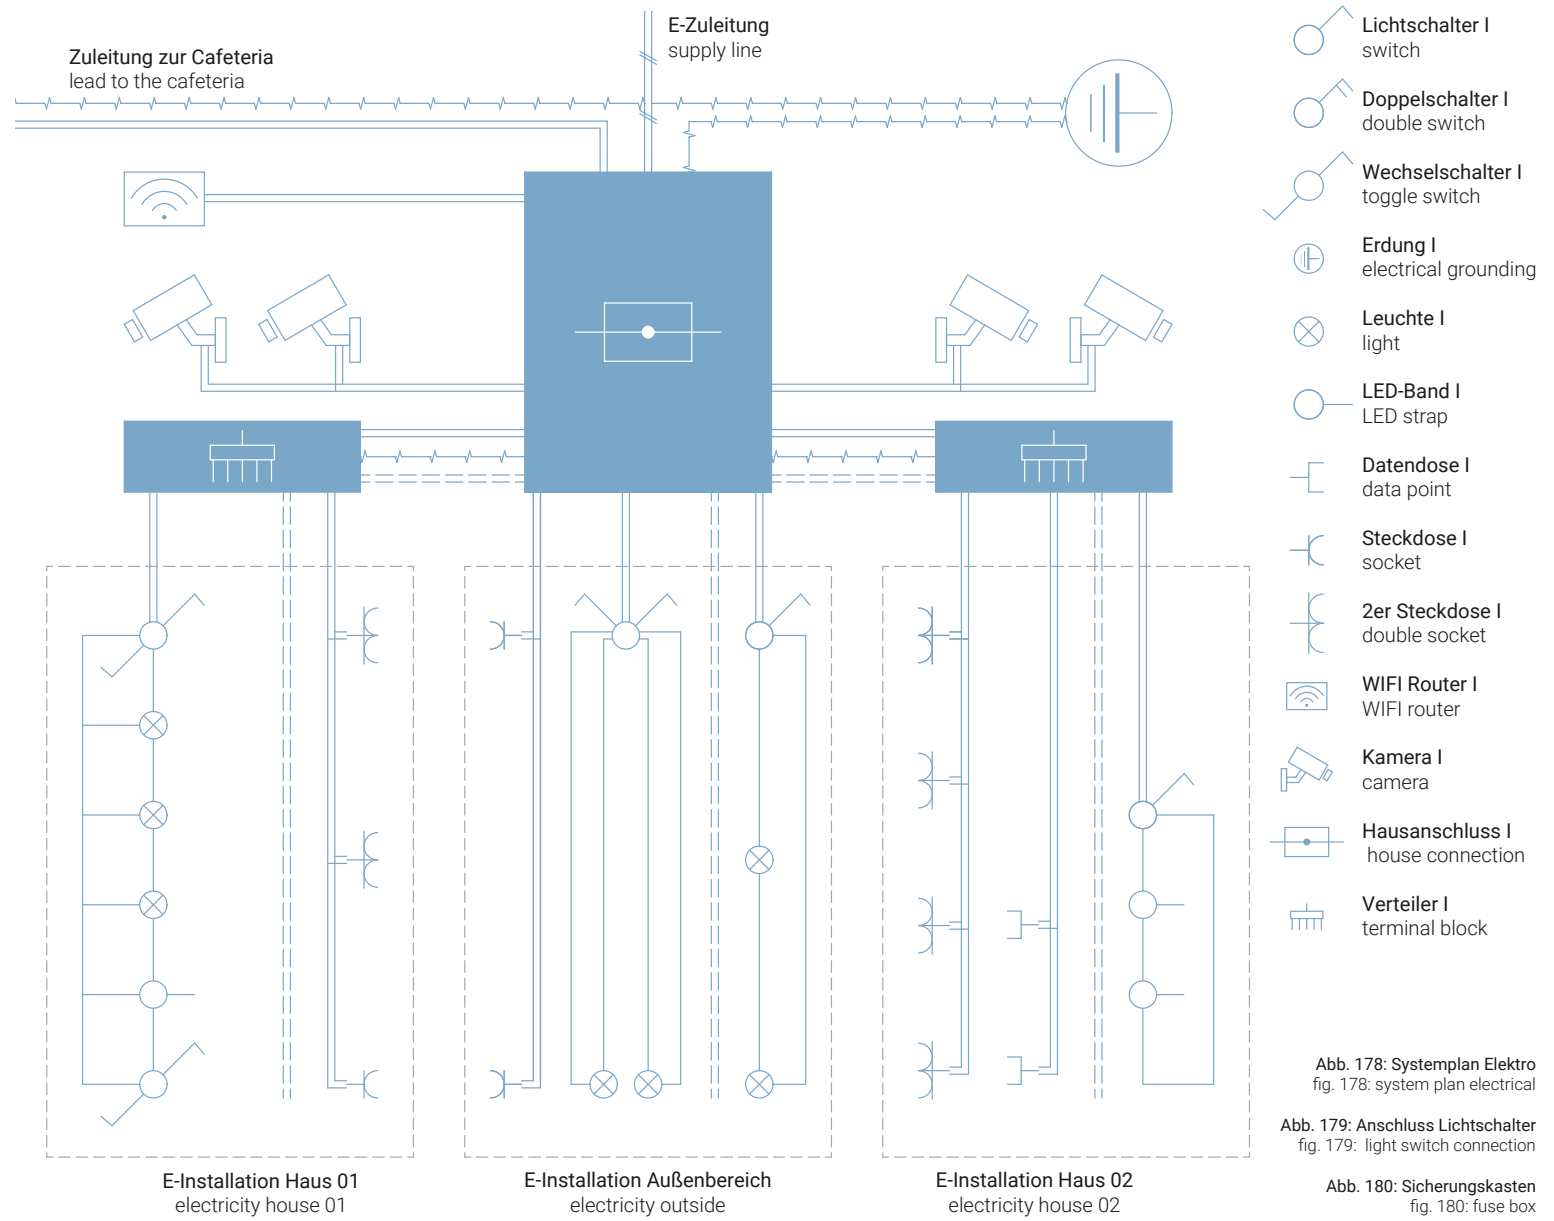 Zuleitung zur Cafeteria
lead to the cafeteria
E-Zuleitung
supply line
Lichtschalter I
switch
Doppelschalter I
double switch
Wechselschalter I
toggle switch
Erdung I
electrical grounding
Leuchte I
light
LED-Band I
LED strap
Datendose I
data point
Steckdose I
socket
2er Steckdose I
double socket
WIFI Router I
WIFI router
Kamera I
camera
Hausanschluss I
house connection
Verteiler I
terminal block
Abb. 178: Systemplan Elektro
fig. 178: system plan electrical
Abb. 179: Anschluss Lichtschalter
fig. 179: light switch connection
Abb. 180: Sicherungskasten
fig. 180: fuse box
E-Installation Haus 01
electricity house 01
E-Installation Außenbereich
electricity outside
E-Installation Haus 02
electricity house 02